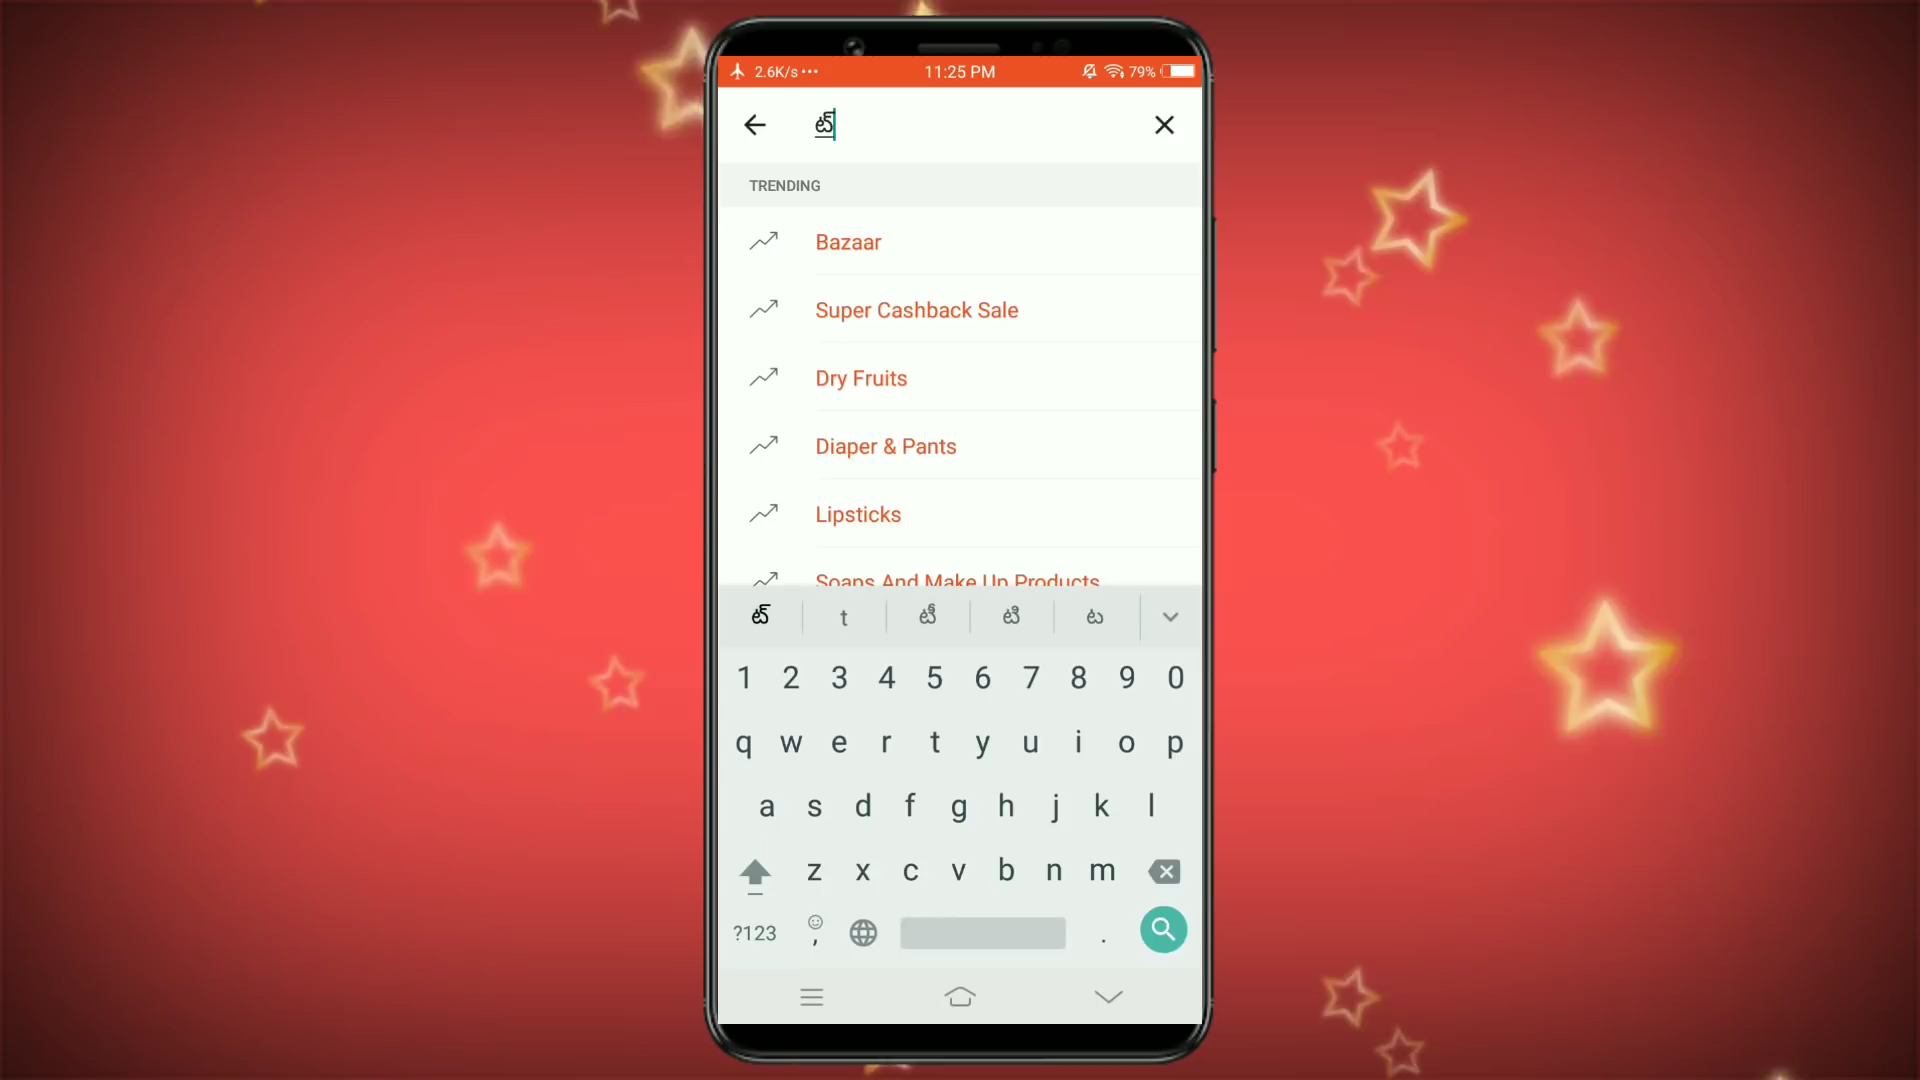 2.6K/s... 11:25 PM 79%
ట్
TRENDING
Bazaar
Super Cashback Sale
Dry Fruits
Diaper & Pants
Lipsticks
Soaps And Make Up Products
ట్ t టీ టి ట
1 2 3 4 5 6 7 8 9 0
q w e r t y u i o p
a s d f g h j k l
z x c v b n m
?123 , .